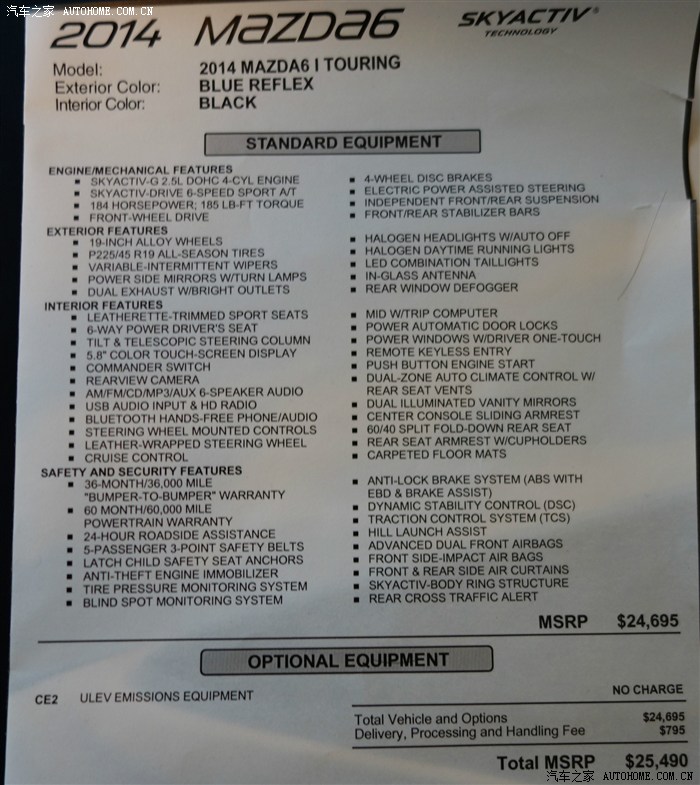 汽车之家 AUTOHOME.COM.CN
2014 mazda6 SKYACTIV®
TECHNOLOGY
Model: 2014 MAZDA6 I TOURING
Exterior Color: BLUE REFLEX
Interior Color: BLACK
STANDARD EQUIPMENT
ENGINE/MECHANICAL FEATURES
■ SKYACTIV-G 2.5L DOHC 4-CYL ENGINE
■ SKYACTIV-DRIVE 6-SPEED SPORT A/T
■ 184 HORSEPOWER; 185 LB-FT TORQUE
■ FRONT-WHEEL DRIVE
■ 4-WHEEL DISC BRAKES
■ ELECTRIC POWER ASSISTED STEERING
■ INDEPENDENT FRONT/REAR SUSPENSION
■ FRONT/REAR STABILIZER BARS
EXTERIOR FEATURES
■ 19-INCH ALLOY WHEELS
■ P225/45 R19 ALL-SEASON TIRES
■ VARIABLE-INTERMITTENT WIPERS
■ POWER SIDE MIRRORS W/TURN LAMPS
■ DUAL EXHAUST W/BRIGHT OUTLETS
■ HALOGEN HEADLIGHTS W/AUTO OFF
■ HALOGEN DAYTIME RUNNING LIGHTS
■ LED COMBINATION TAILLIGHTS
■ IN-GLASS ANTENNA
■ REAR WINDOW DEFOGGER
INTERIOR FEATURES
■ LEATHERETTE-TRIMMED SPORT SEATS
■ 6-WAY POWER DRIVER'S SEAT
■ TILT & TELESCOPIC STEERING COLUMN
■ 5.8" COLOR TOUCH-SCREEN DISPLAY
■ COMMANDER SWITCH
■ REARVIEW CAMERA
■ AM/FM/CD/MP3/AUX 6-SPEAKER AUDIO
■ USB AUDIO INPUT & HD RADIO
■ BLUETOOTH HANDS-FREE PHONE/AUDIO
■ STEERING WHEEL MOUNTED CONTROLS
■ LEATHER-WRAPPED STEERING WHEEL
■ CRUISE CONTROL
■ MID W/TRIP COMPUTER
■ POWER AUTOMATIC DOOR LOCKS
■ POWER WINDOWS W/DRIVER ONE-TOUCH
■ REMOTE KEYLESS ENTRY
■ PUSH BUTTON ENGINE START
■ DUAL-ZONE AUTO CLIMATE CONTROL W/
REAR SEAT VENTS
■ DUAL ILLUMINATED VANITY MIRRORS
■ CENTER CONSOLE SLIDING ARMREST
■ 60/40 SPLIT FOLD-DOWN REAR SEAT
■ REAR SEAT ARMREST W/CUPHOLDERS
■ CARPETED FLOOR MATS
SAFETY AND SECURITY FEATURES
■ 36-MONTH/36,000 MILE
"BUMPER-TO-BUMPER" WARRANTY
■ 60 MONTH/60,000 MILE
POWERTRAIN WARRANTY
■ 24-HOUR ROADSIDE ASSISTANCE
■ 5-PASSENGER 3-POINT SAFETY BELTS
■ LATCH CHILD SAFETY SEAT ANCHORS
■ ANTI-THEFT ENGINE IMMOBILIZER
■ TIRE PRESSURE MONITORING SYSTEM
■ BLIND SPOT MONITORING SYSTEM
■ ANTI-LOCK BRAKE SYSTEM (ABS WITH
EBD & BRAKE ASSIST)
■ DYNAMIC STABILITY CONTROL (DSC)
■ TRACTION CONTROL SYSTEM (TCS)
■ HILL LAUNCH ASSIST
■ ADVANCED DUAL FRONT AIRBAGS
■ FRONT SIDE-IMPACT AIR BAGS
■ FRONT & REAR SIDE AIR CURTAINS
■ SKYACTIV-BODY RING STRUCTURE
■ REAR CROSS TRAFFIC ALERT
MSRP $24,695
OPTIONAL EQUIPMENT
CE2 ULEV EMISSIONS EQUIPMENT NO CHARGE
Total Vehicle and Options $24,695
Delivery, Processing and Handling Fee $795
Total MSRP $25,490
汽车之家 AUTOHOME.COM.CN